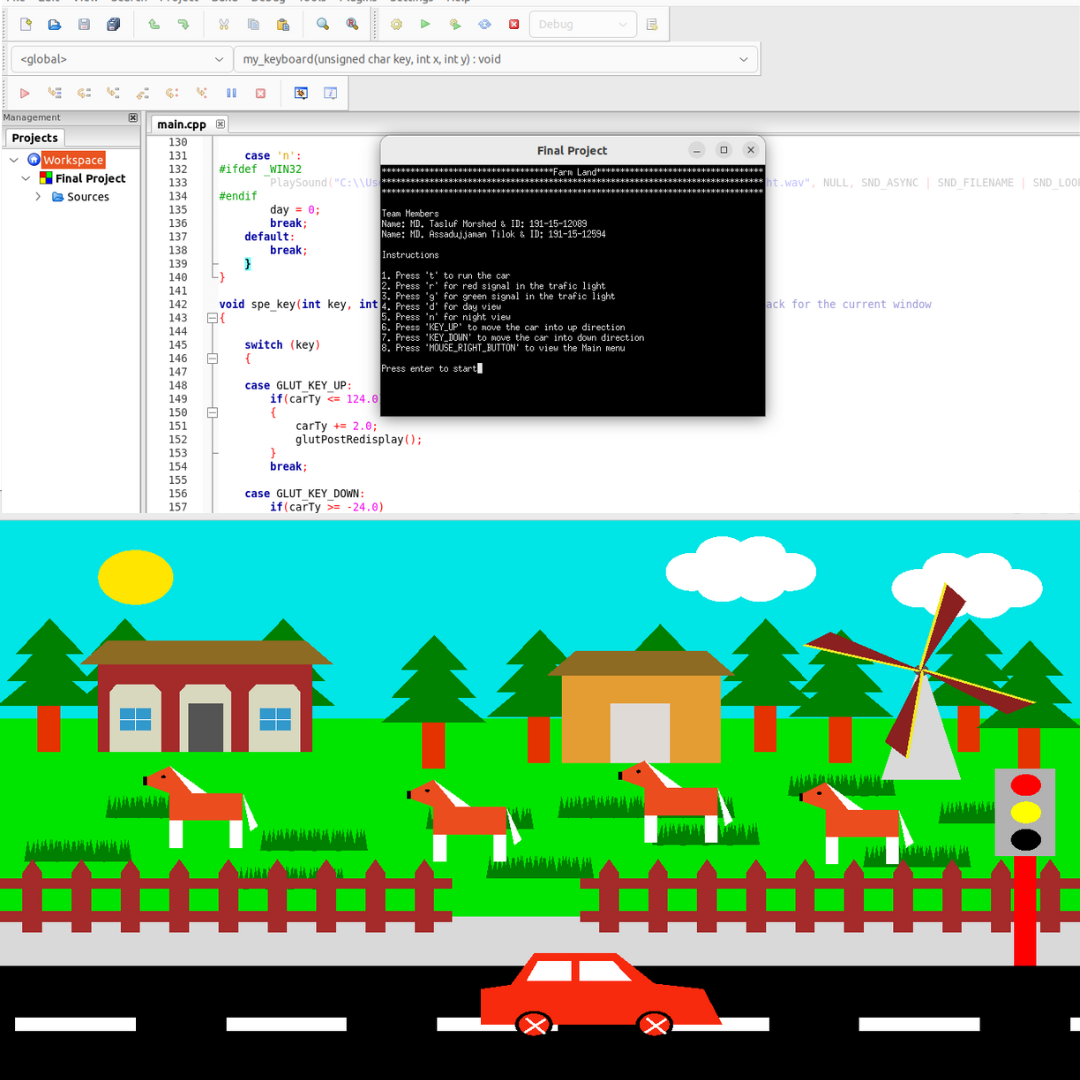 Debug
<global>
my_keyboard(unsigned char key, int x, int y) : void
Management
Projects
Workspace
Final Project
Sources
main.cpp
130
131 case 'n':
132 #ifdef _WIN32
133 PlaySound("C:\\Us
nt.wav", NULL, SND_ASYNC | SND_FILENAME | SND_LOO
134 #endif
135 day = 0;
136 break;
137 default:
138 break;
139 }
140 }
141
142 void spe_key(int key, int
ack for the current window
143 {
144
145 switch (key)
146 {
147
148 case GLUT_KEY_UP:
149 if(carTy <= 124.0
150 {
151 carTy += 2.0;
152 glutPostRedisplay();
153 }
154 break;
155
156 case GLUT_KEY_DOWN:
157 if(carTy >= -24.0)
Final Project
Farm Land
Team Members
Name: MD. Tasluf Morshed & ID: 191-15-12089
Name: MD. Assadujjaman Tilok & ID: 191-15-12594
Instructions
1. Press 't' to run the car
2. Press 'r' for red signal in the trafic light
3. Press 'g' for green signal in the trafic light
4. Press 'd' for day view
5. Press 'n' for night view
6. Press 'KEY_UP' to move the car into up direction
7. Press 'KEY_DOWN' to move the car into down direction
8. Press 'MOUSE_RIGHT_BUTTON' to view the Main menu
Press enter to start